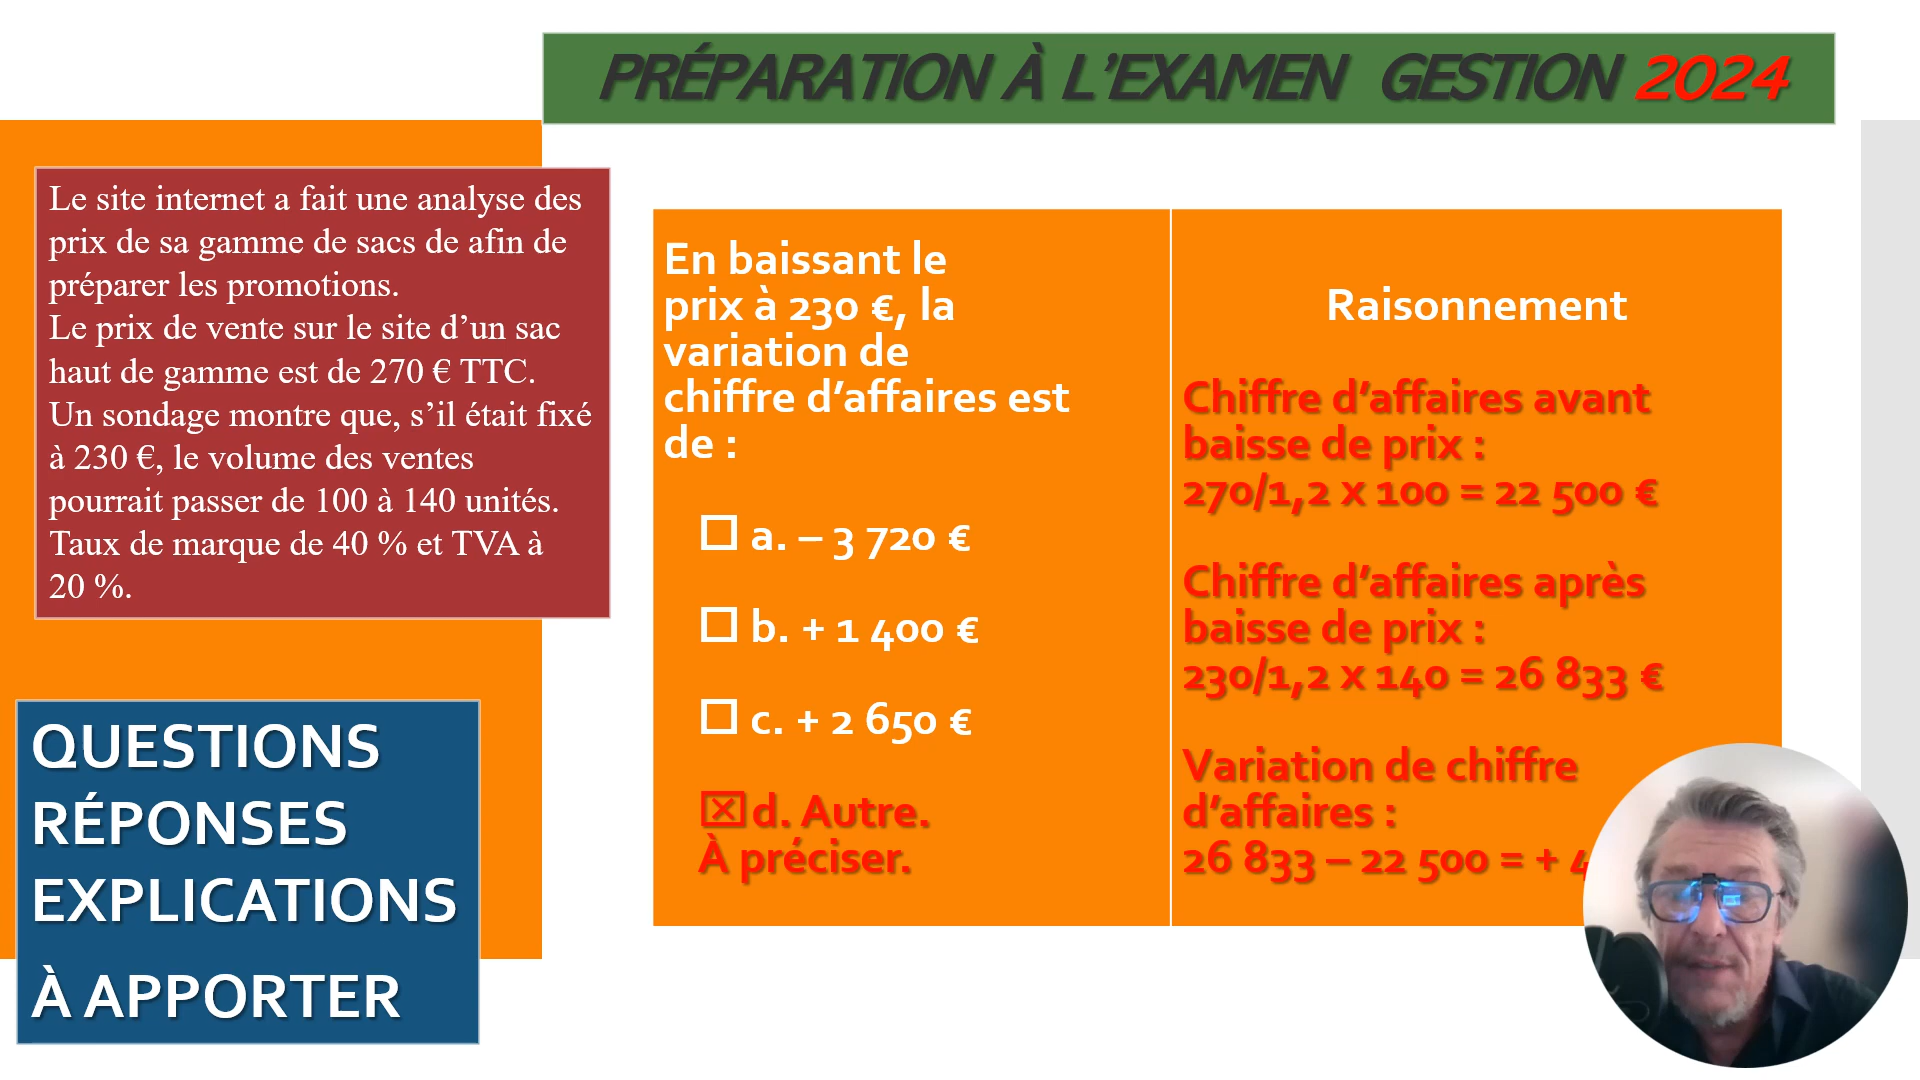 PRÉPARATION À L’EXAMEN GESTION 2024
Le site internet a fait une analyse des
prix de sa gamme de sacs de afin de
préparer les promotions.
Le prix de vente sur le site d’un sac
haut de gamme est de 270 € TTC.
Un sondage montre que, s’il était fixé
à 230 €, le volume des ventes
pourrait passer de 100 à 140 unités.
Taux de marque de 40 % et TVA à
20 %.
QUESTIONS
RÉPONSES
EXPLICATIONS
À APPORTER
En baissant le
prix à 230 €, la
variation de
chiffre d’affaires est
de :
☐ a. – 3 720 €
☐ b. + 1 400 €
☐ c. + 2 650 €
☒ d. Autre.
À préciser.
Raisonnement
Chiffre d’affaires avant
baisse de prix :
270/1,2 x 100 = 22 500 €
Chiffre d’affaires après
baisse de prix :
230/1,2 x 140 = 26 833 €
Variation de chiffre
d’affaires :
26 833 – 22 500 = + 4